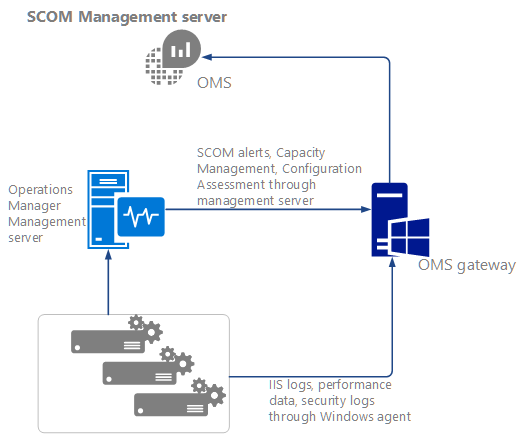 SCOM Management server
OMS
SCOM alerts, Capacity
Management, Configuration
Assessment through
management server
Operations
Manager
Management
server
OMS gateway
IIS logs, performance
data, security logs
through Windows agent